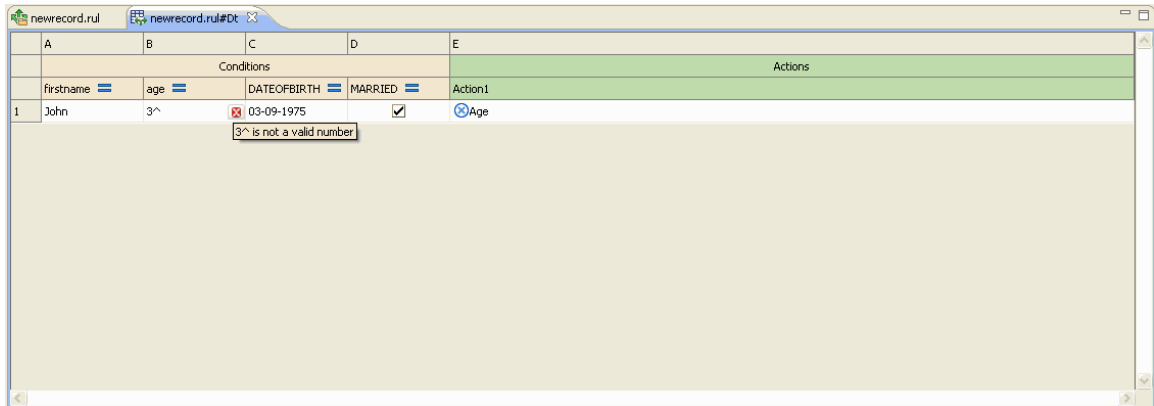 newrecord.rul newrecord.rul#Dt
A B C D E
Conditions Actions
firstname = age = DATEOFBIRTH = MARRIED = Action1
1 John 3^ 03-09-1975 Age
3^ is not a valid number